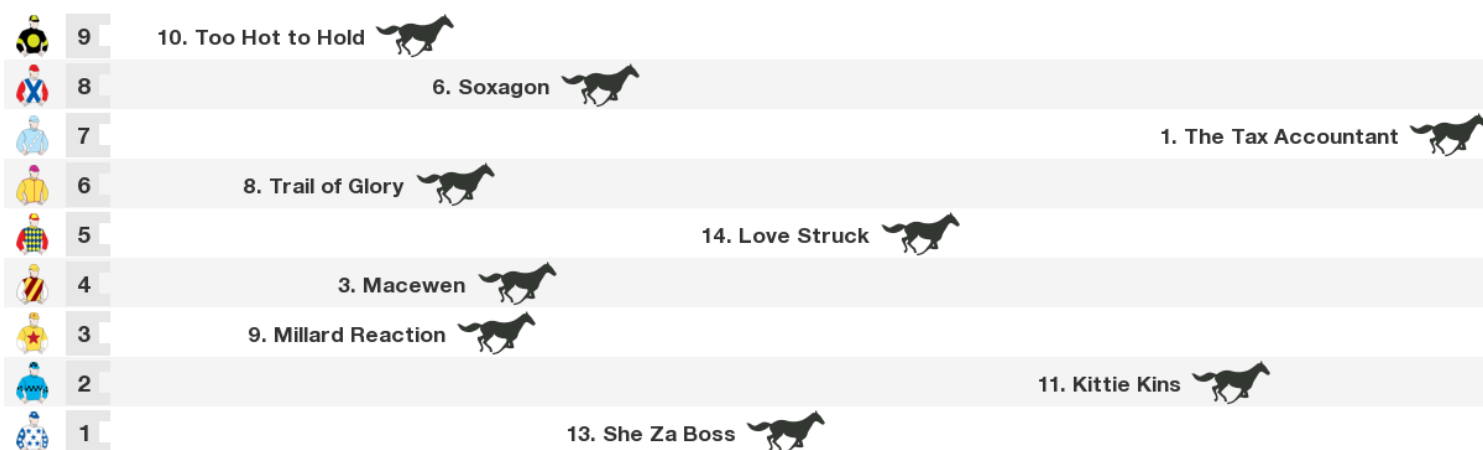 9 10. Too Hot to Hold
8 6. Soxagon
7 1. The Tax Accountant
6 8. Trail of Glory
5 14. Love Struck
4 3. Macewen
3 9. Millard Reaction
2 11. Kittie Kins
1 13. She Za Boss